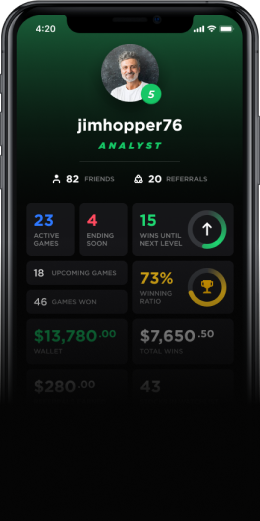 4:20
5
jimhopper76
ANALYST
82 FRIENDS 20 REFERRALS
23 4 15
ACTIVE GAMES
ENDING SOON
WINS UNTIL NEXT LEVEL
18 UPCOMING GAMES
73%
WINNING RATIO
46 GAMES WON
$13,780.00
WALLET
$7,650.50
TOTAL WINS
$280.00
43